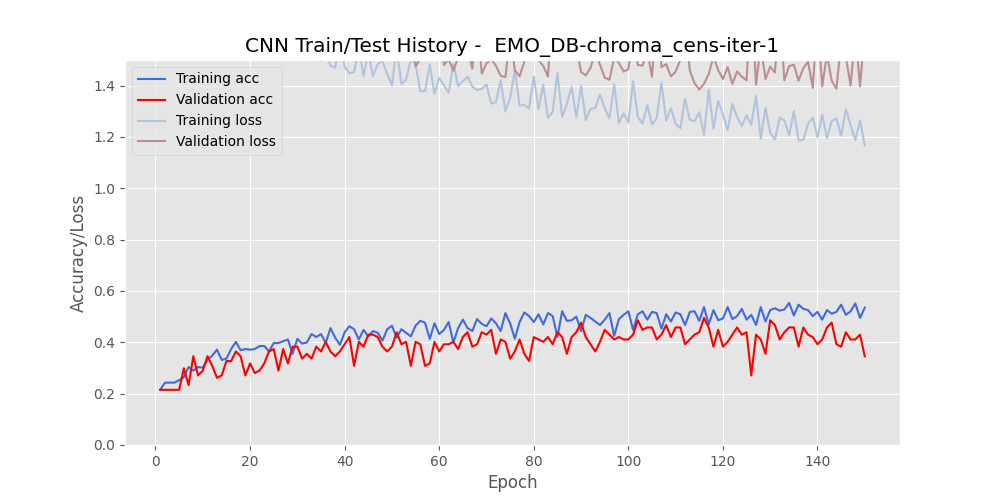 CNN Train/Test History -  EMO_DB-chroma_cens-iter-1
Training acc
Validation acc
Training loss
Validation loss
1.4
1.2
1.0
0.8
0.6
0.4
0.2
0.0
Accuracy/Loss
0 20 40 60 80 100 120 140
Epoch